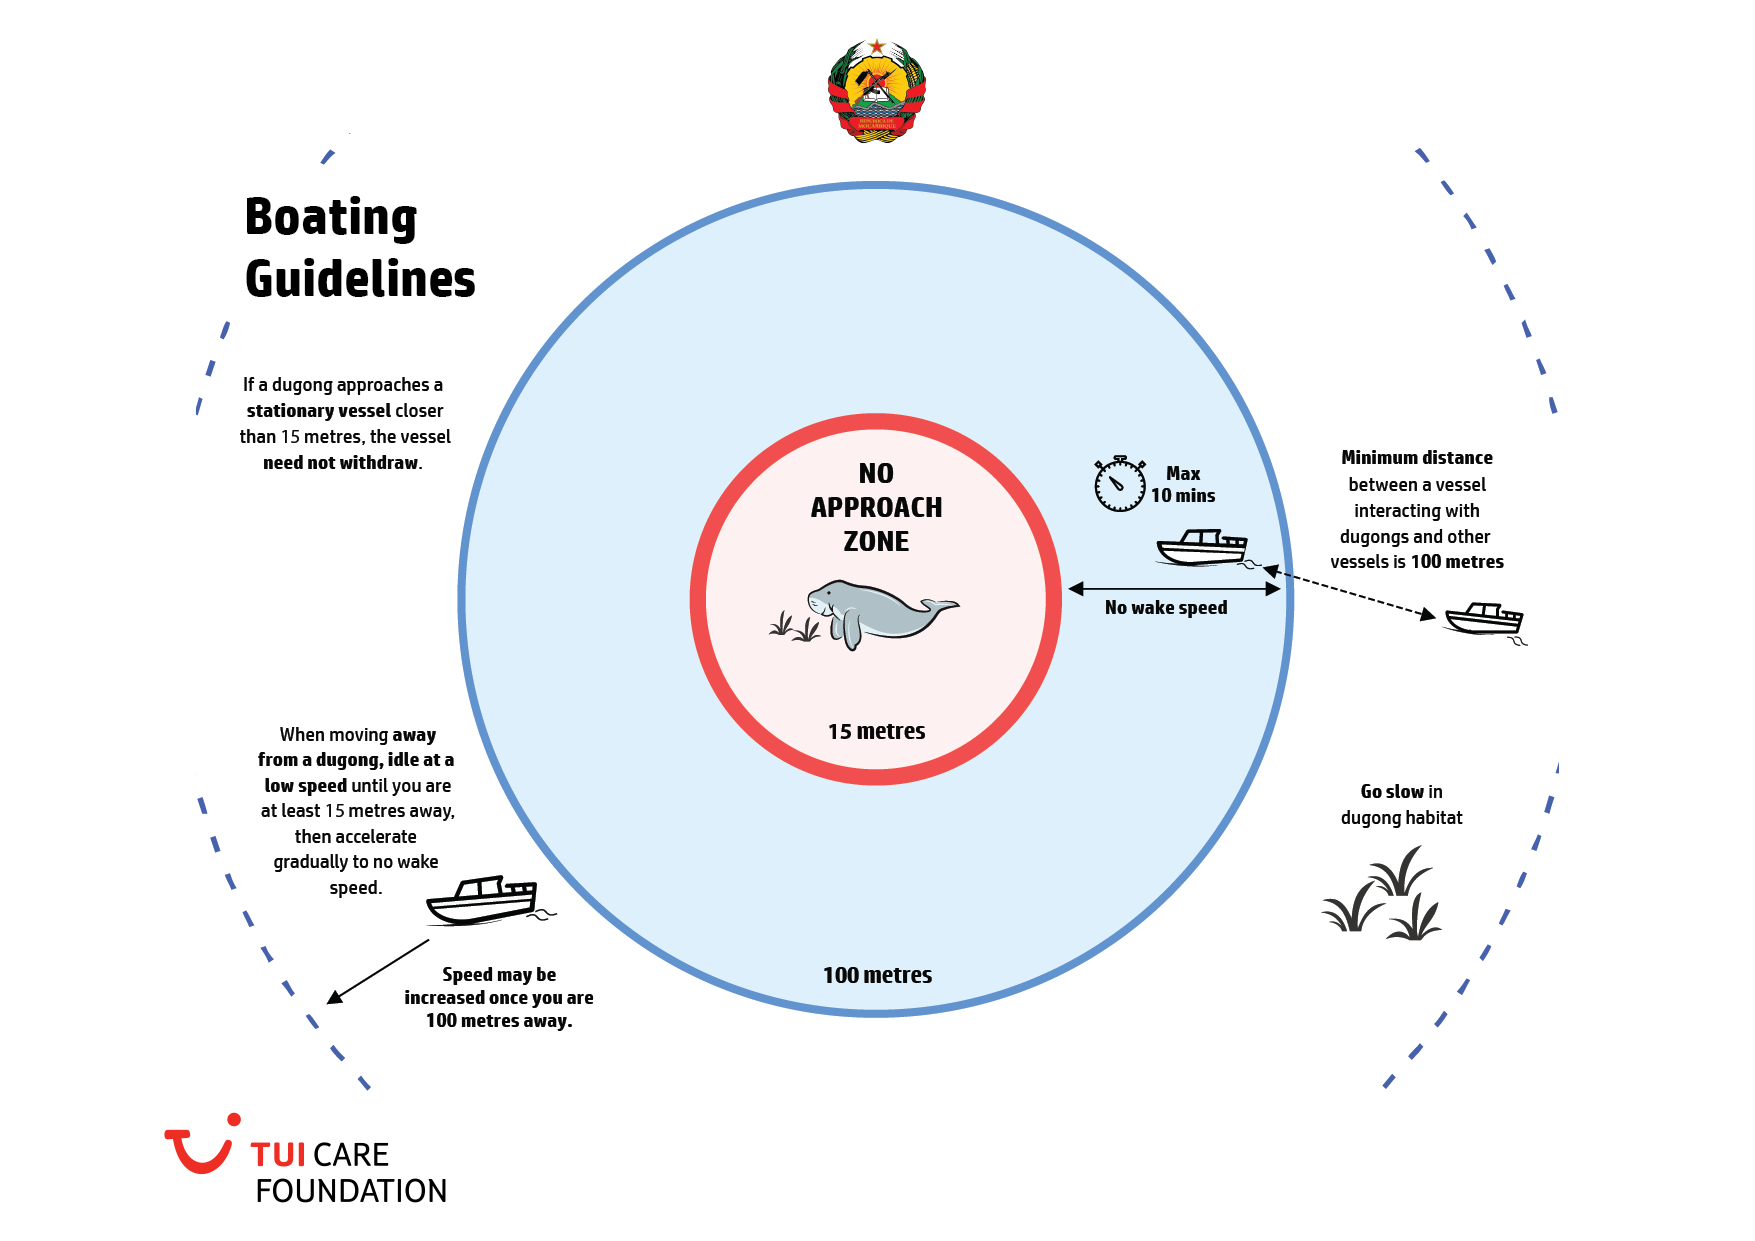 REPÚBLICA DE
MOÇAMBIQUE
Boating
Guidelines
If a dugong approaches a
stationary vessel closer
than 15 metres, the vessel
need not withdraw.
NO
APPROACH
ZONE
15 metres
Max
10 mins
No wake speed
Minimum distance
between a vessel
interacting with
dugongs and other
vessels is 100 metres
When moving away
from a dugong, idle at a
low speed until you are
at least 15 metres away,
then accelerate
gradually to no wake
speed.
Speed may be
increased once you are
100 metres away.
100 metres
Go slow in
dugong habitat
TUI CARE
FOUNDATION